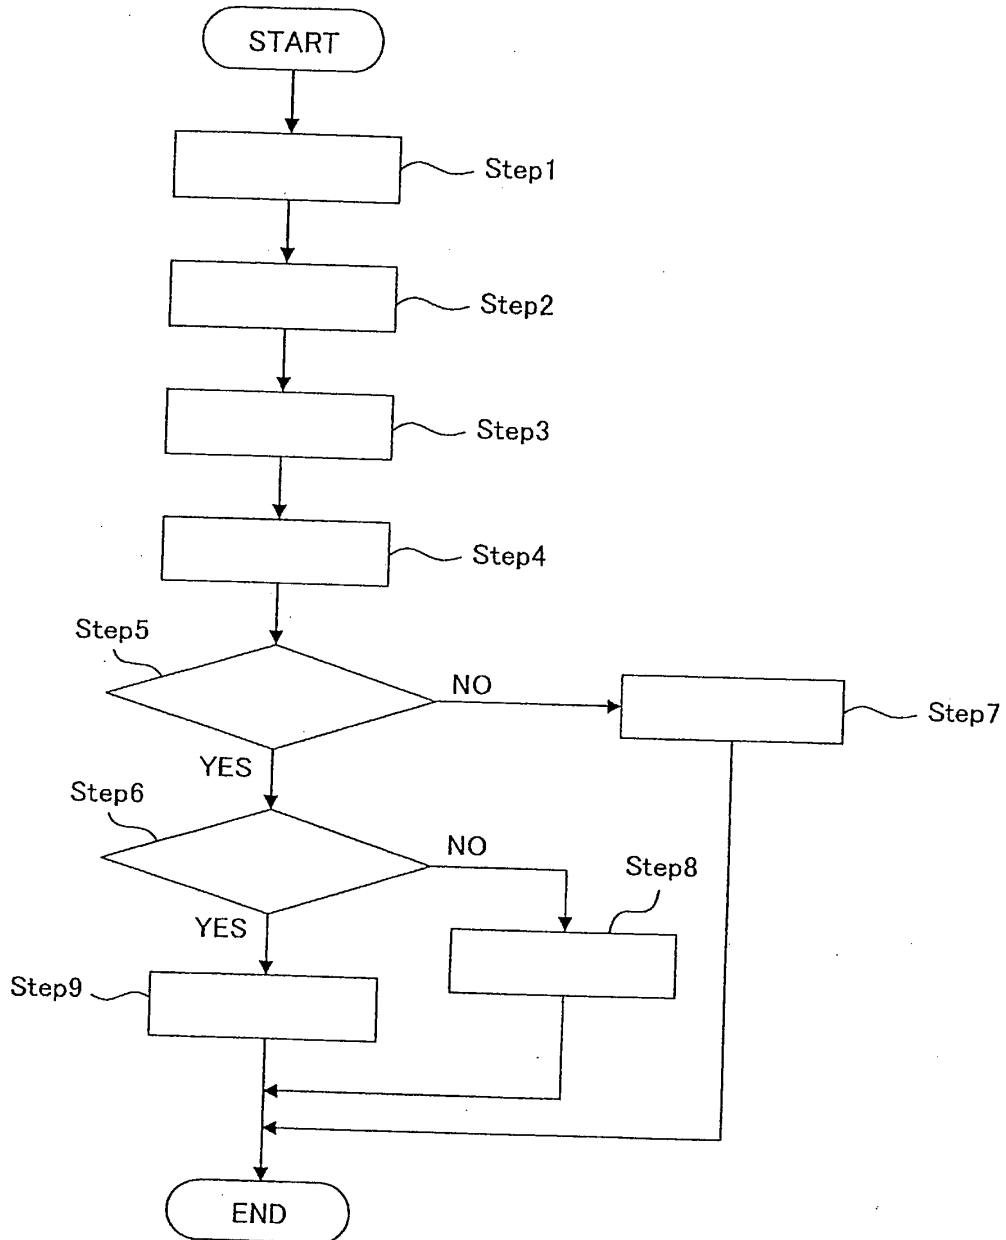 START
Step1
Step2
Step3
Step4
Step5
NO
Step7
YES
Step6
NO
Step8
YES
Step9
END